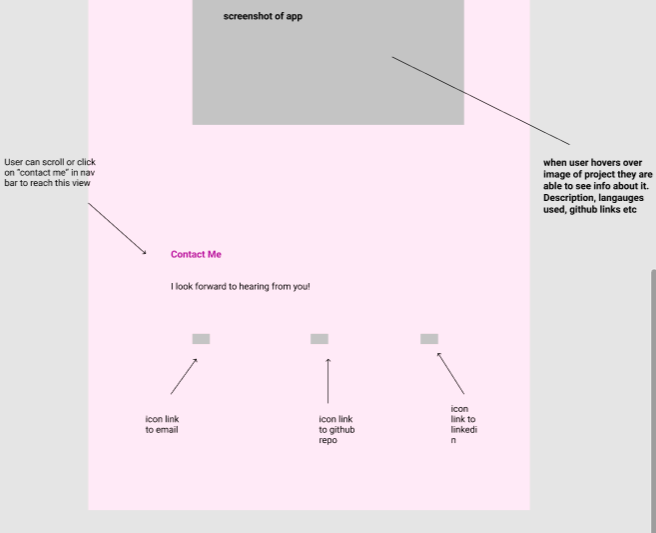 screenshot of app
User can scroll or click
on "contact me" in nav
bar to reach this view
when user hovers over
image of project they are
able to see info about it.
Description, langauges
used, github links etc
Contact Me
I look forward to hearing from you!
icon link
to email
icon link
to github
repo
icon
link to
linkedi
n